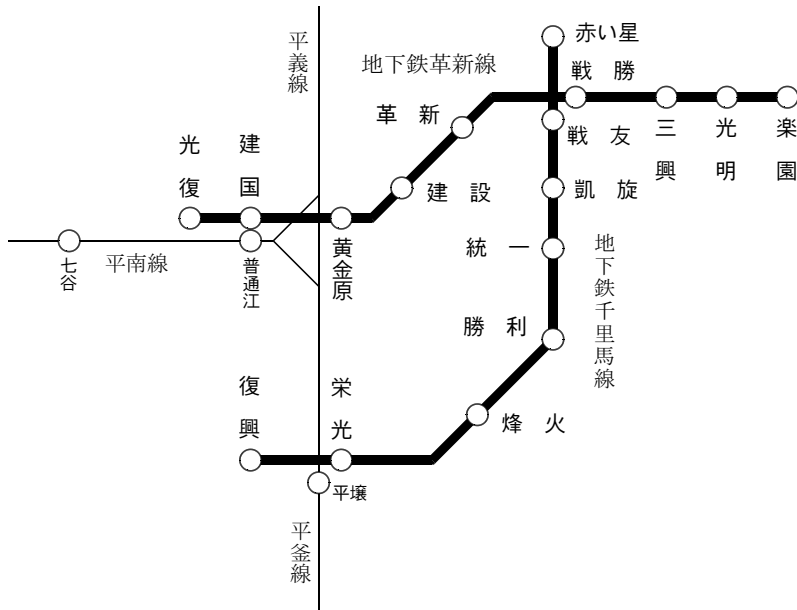 赤い星
平義線
地下鉄革新線
戦勝
革新
三興
光明
楽園
光復
建国
戦友
建設
凱旋
黄金原
統一
七谷
平南線
普通江
地下鉄千里馬線
勝利
復興
栄光
烽火
平壌
平釜線